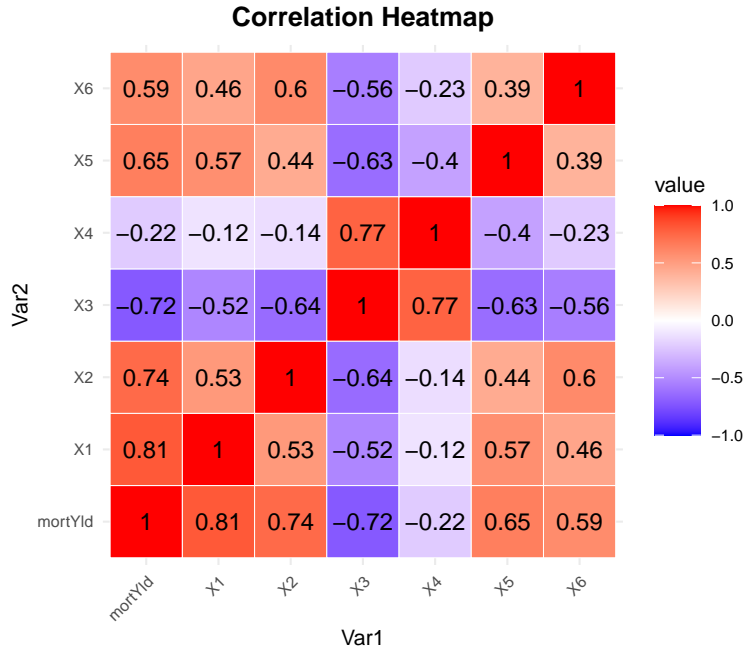 Correlation Heatmap
X6 0.59 0.46 0.6 −0.56 −0.23 0.39 1
X5 0.65 0.57 0.44 −0.63 −0.4 1 0.39
X4 −0.22 −0.12 −0.14 0.77 1 −0.4 −0.23
X3 −0.72 −0.52 −0.64 1 0.77 −0.63 −0.56
X2 0.74 0.53 1 −0.64 −0.14 0.44 0.6
X1 0.81 1 0.53 −0.52 −0.12 0.57 0.46
mortYld 1 0.81 0.74 −0.72 −0.22 0.65 0.59
mortYld X1 X2 X3 X4 X5 X6
Var1
Var2
value
1.0
0.5
0.0
−0.5
−1.0